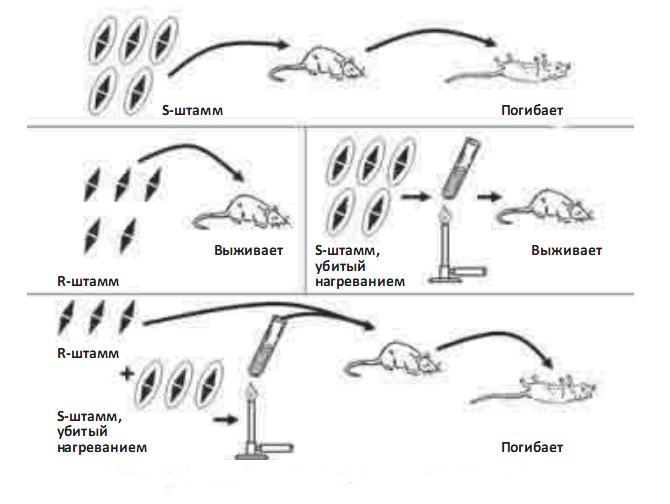 S-штамм
Погибает
Выживает
R-штамм
S-штамм,
убитый
нагреванием
Выживает
R-штамм
+
S-штамм,
убитый
нагреванием
Погибает